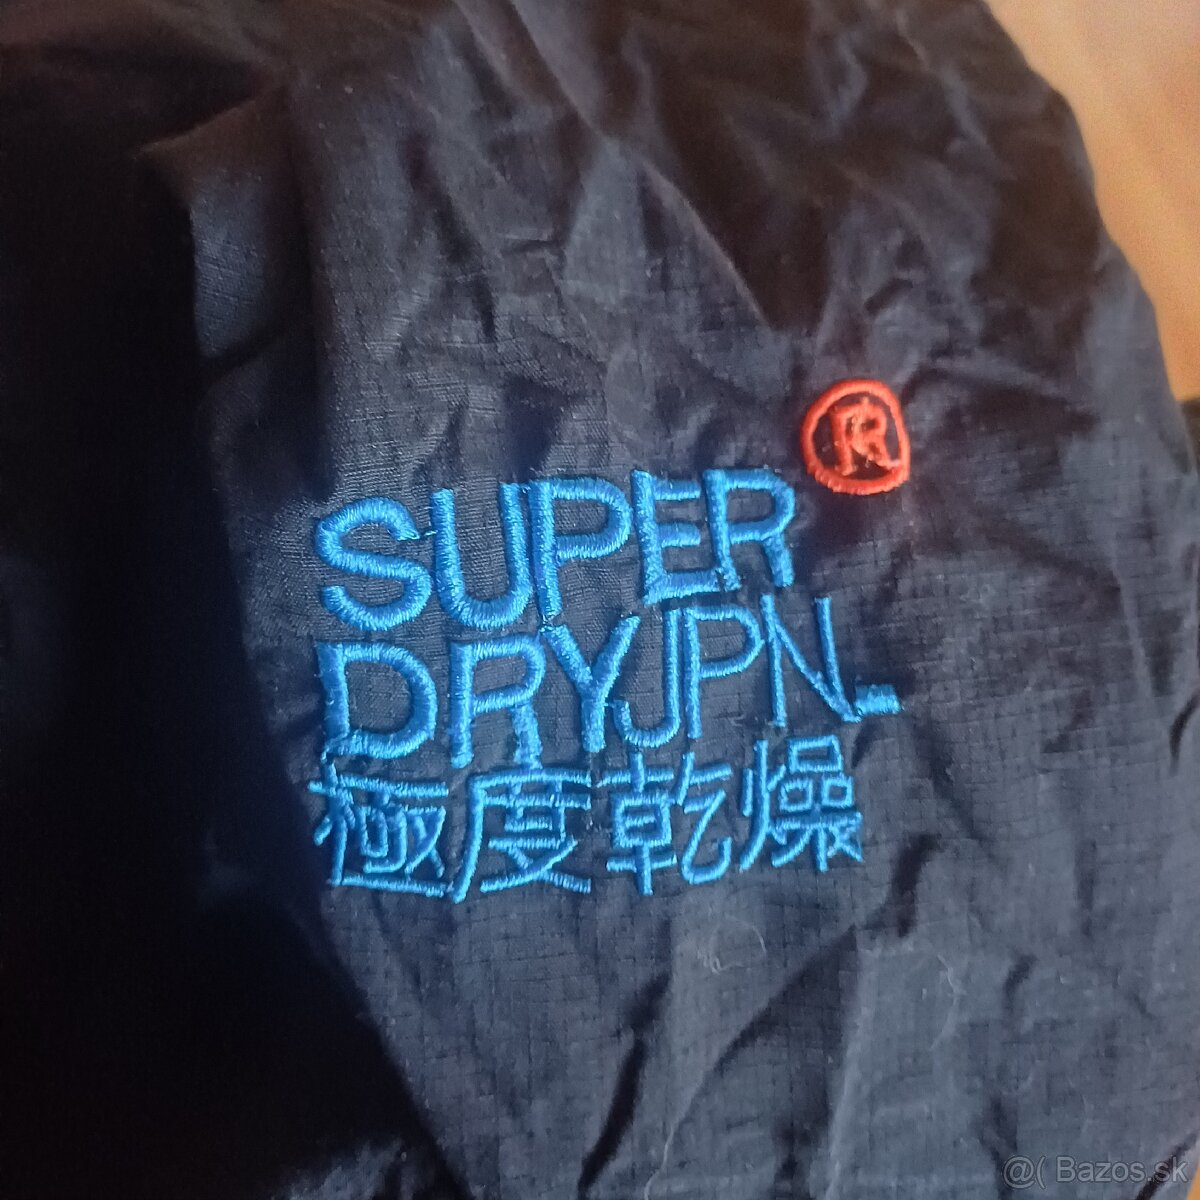 ®
SUPER
DRYJPN.
極度乾燥
@( Bazos.sk